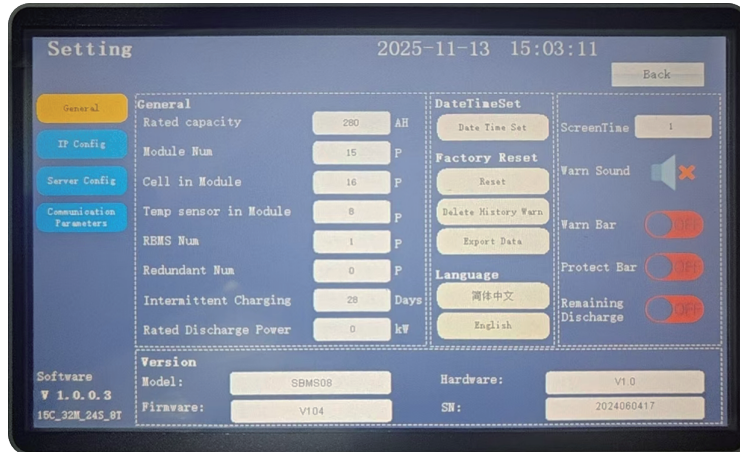 Setting 2025-11-13 15:03:11
Back
General
IP Config
Server Config
Communication
Parameters
General
Rated capacity 280 AH
Module Num 15 P
Cell in Module 16 P
Temp sensor in Module 8 P
RBMS Num 1 P
Redundant Num 0 P
Intermittent Charging 28 Days
Rated Discharge Power 0 kW
DateTimeSet
Date Time Set
Factory Reset
Reset
Delete History Warn
Export Data
Language
简体中文
English
ScreenTime 1
Warn Sound
Warn Bar OFF
Protect Bar OFF
Remaining
Discharge OFF
Version
Model: SBMS08
Hardware: V1.0
Firmware: V104
SN: 2024060417
Software
V 1.0.0.3
15C_32M_24S_8T